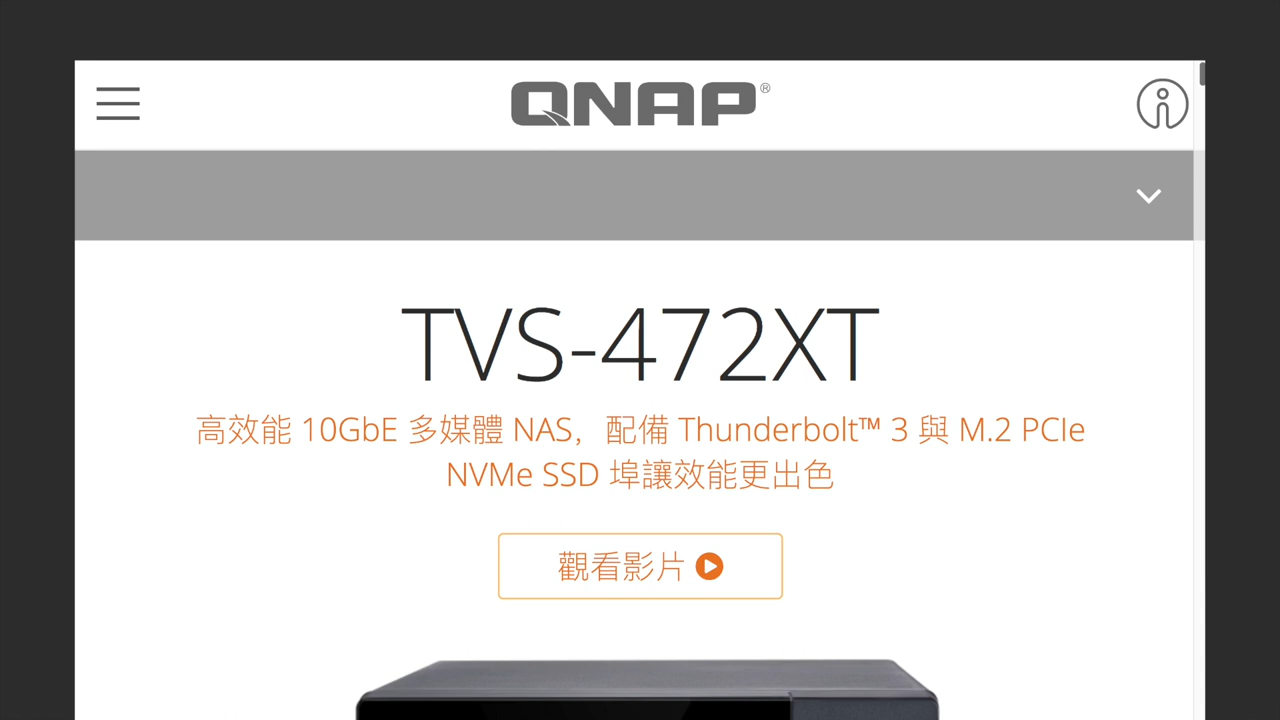 QNAP®
TVS-472XT
高效能 10GbE 多媒體 NAS，配備 Thunderbolt™ 3 與 M.2 PCIe
NVMe SSD 埠讓效能更出色
觀看影片